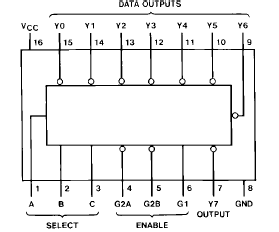 DATA OUTPUTS
VCC Y0 Y1 Y2 Y3 Y4 Y5 Y6
16 15 14 13 12 11 10 9
1 2 3 4 5 6 7 8
A B C G2A G2B G1 Y7 GND
OUTPUT
SELECT ENABLE